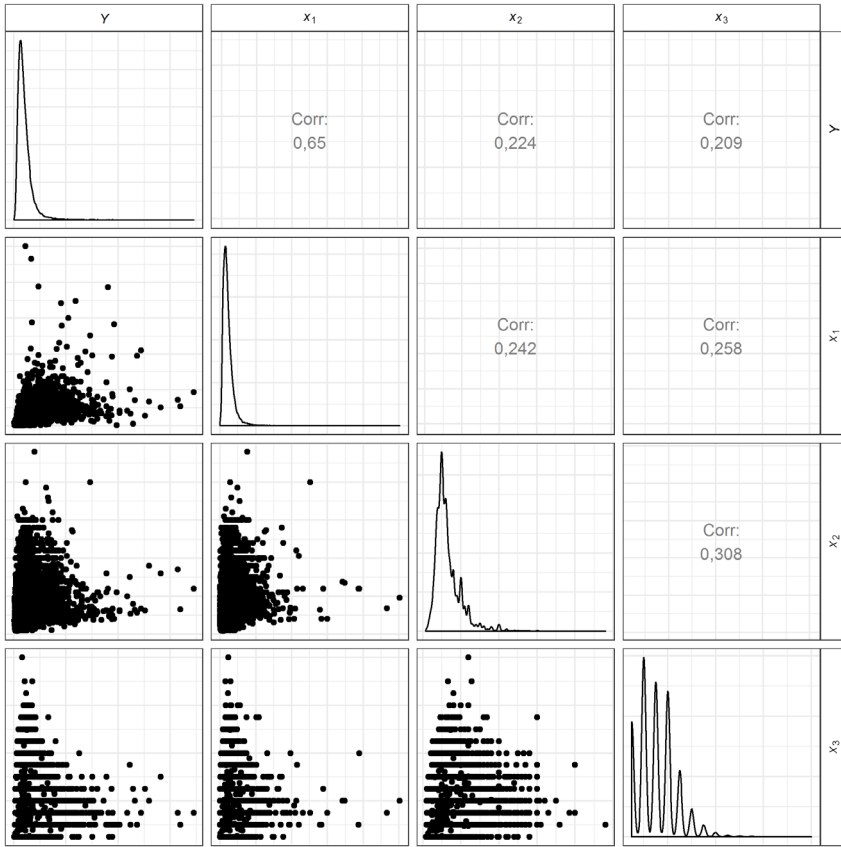 Y x₁ x₂ x₃
Corr:
0,65
Corr:
0,224
Corr:
0,209
Y
Corr:
0,242
Corr:
0,258
x₁
Corr:
0,308
x₂
x₃